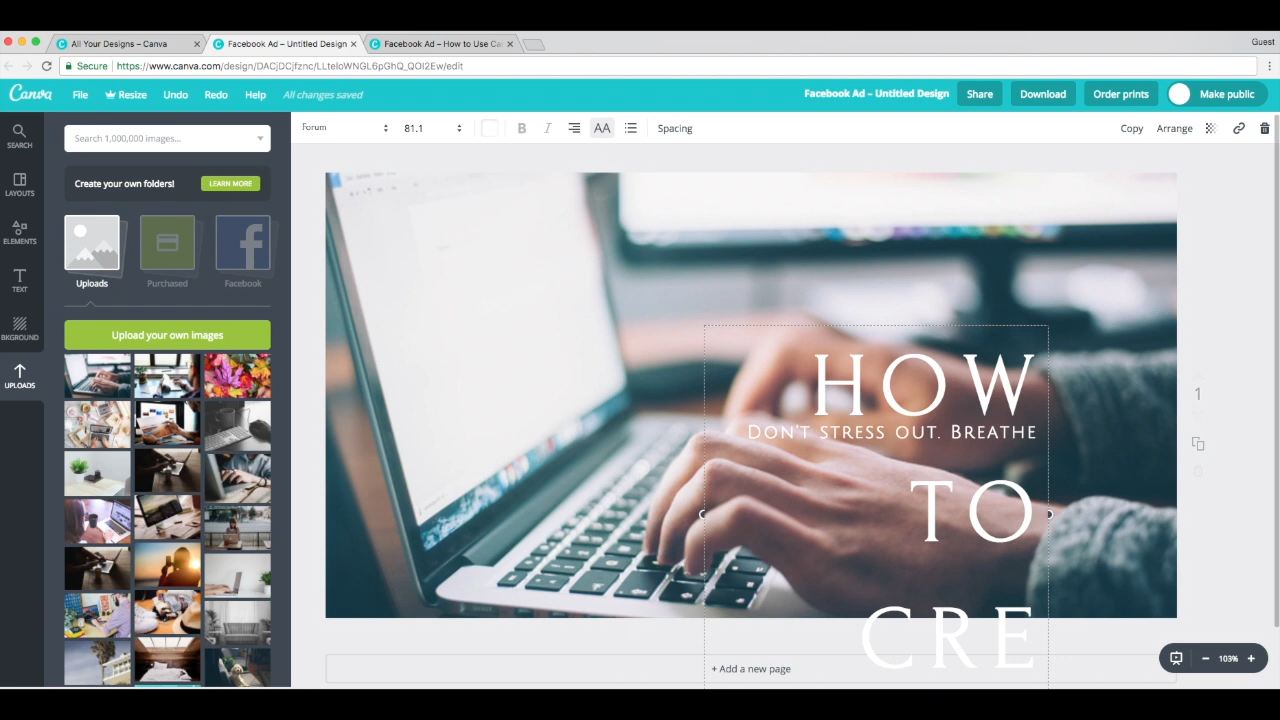 All Your Designs – Canva
Facebook Ad – Untitled Design
Facebook Ad – How to Use Ca
Guest
Secure
https://www.canva.com/design/DACjDCjfznc/LLteloWNGL6pGhQ_QOI2Ew/edit
Canva
File
Resize
Undo
Redo
Help
All changes saved
Facebook Ad – Untitled Design
Share
Download
Order prints
Make public
SEARCH
LAYOUTS
ELEMENTS
TEXT
BKGROUND
UPLOADS
Search 1,000,000 images...
Create your own folders!
LEARN MORE
Uploads
Purchased
Facebook
Upload your own images
Forum
81.1
B
I
AA
Spacing
Copy
Arrange
HOW
DON'T STRESS OUT. BREATHE
TO
CRE
1
+ Add a new page
103%